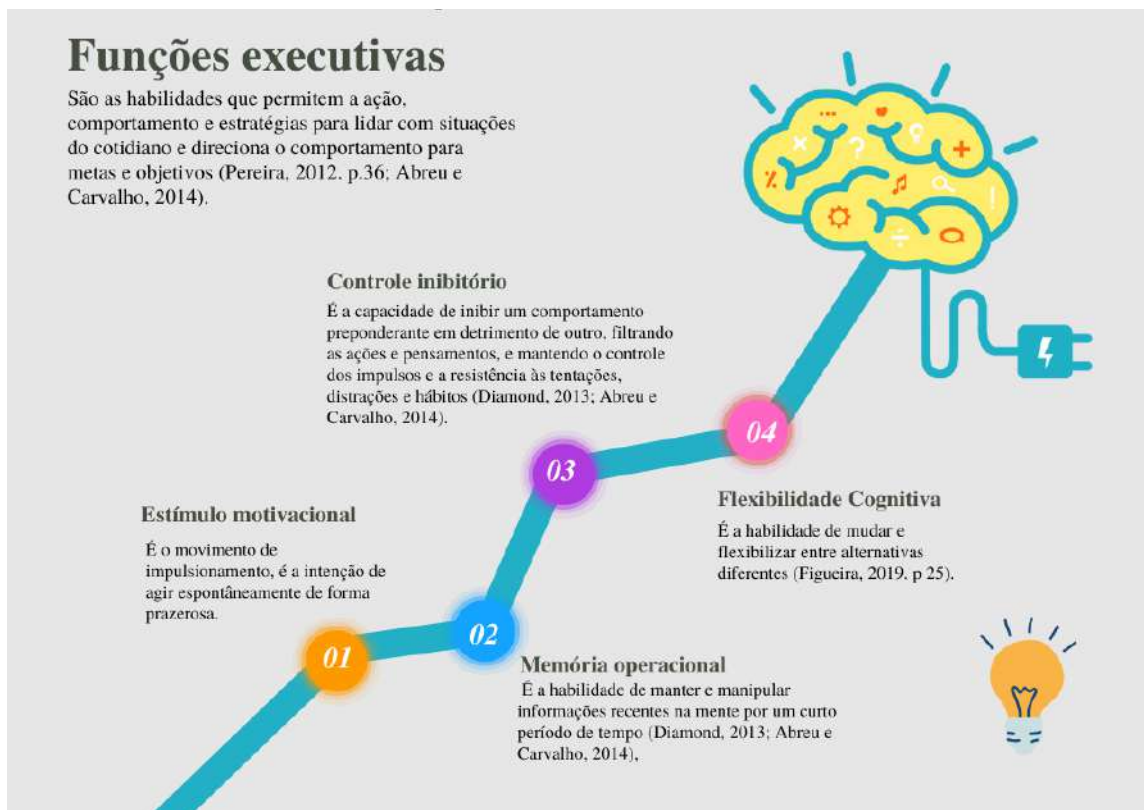 Funções executivas
São as habilidades que permitem a ação,
comportamento e estratégias para lidar com situações
do cotidiano e direciona o comportamento para
metas e objetivos (Pereira, 2012. p.36; Abreu e
Carvalho, 2014).
Controle inibitório
É a capacidade de inibir um comportamento
preponderante em detrimento de outro, filtrando
as ações e pensamentos, e mantendo o controle
dos impulsos e a resistência às tentações,
distrações e hábitos (Diamond, 2013; Abreu e
Carvalho, 2014).
04
03
Flexibilidade Cognitiva
É a habilidade de mudar e
flexibilizar entre alternativas
diferentes (Figueira, 2019. p 25).
Estímulo motivacional
É o movimento de
impulsionamento, é a intenção de
agir espontâneamente de forma
prazerosa.
02
01
Memória operacional
É a habilidade de manter e manipular
informações recentes na mente por um curto
período de tempo (Diamond, 2013; Abreu e
Carvalho, 2014),